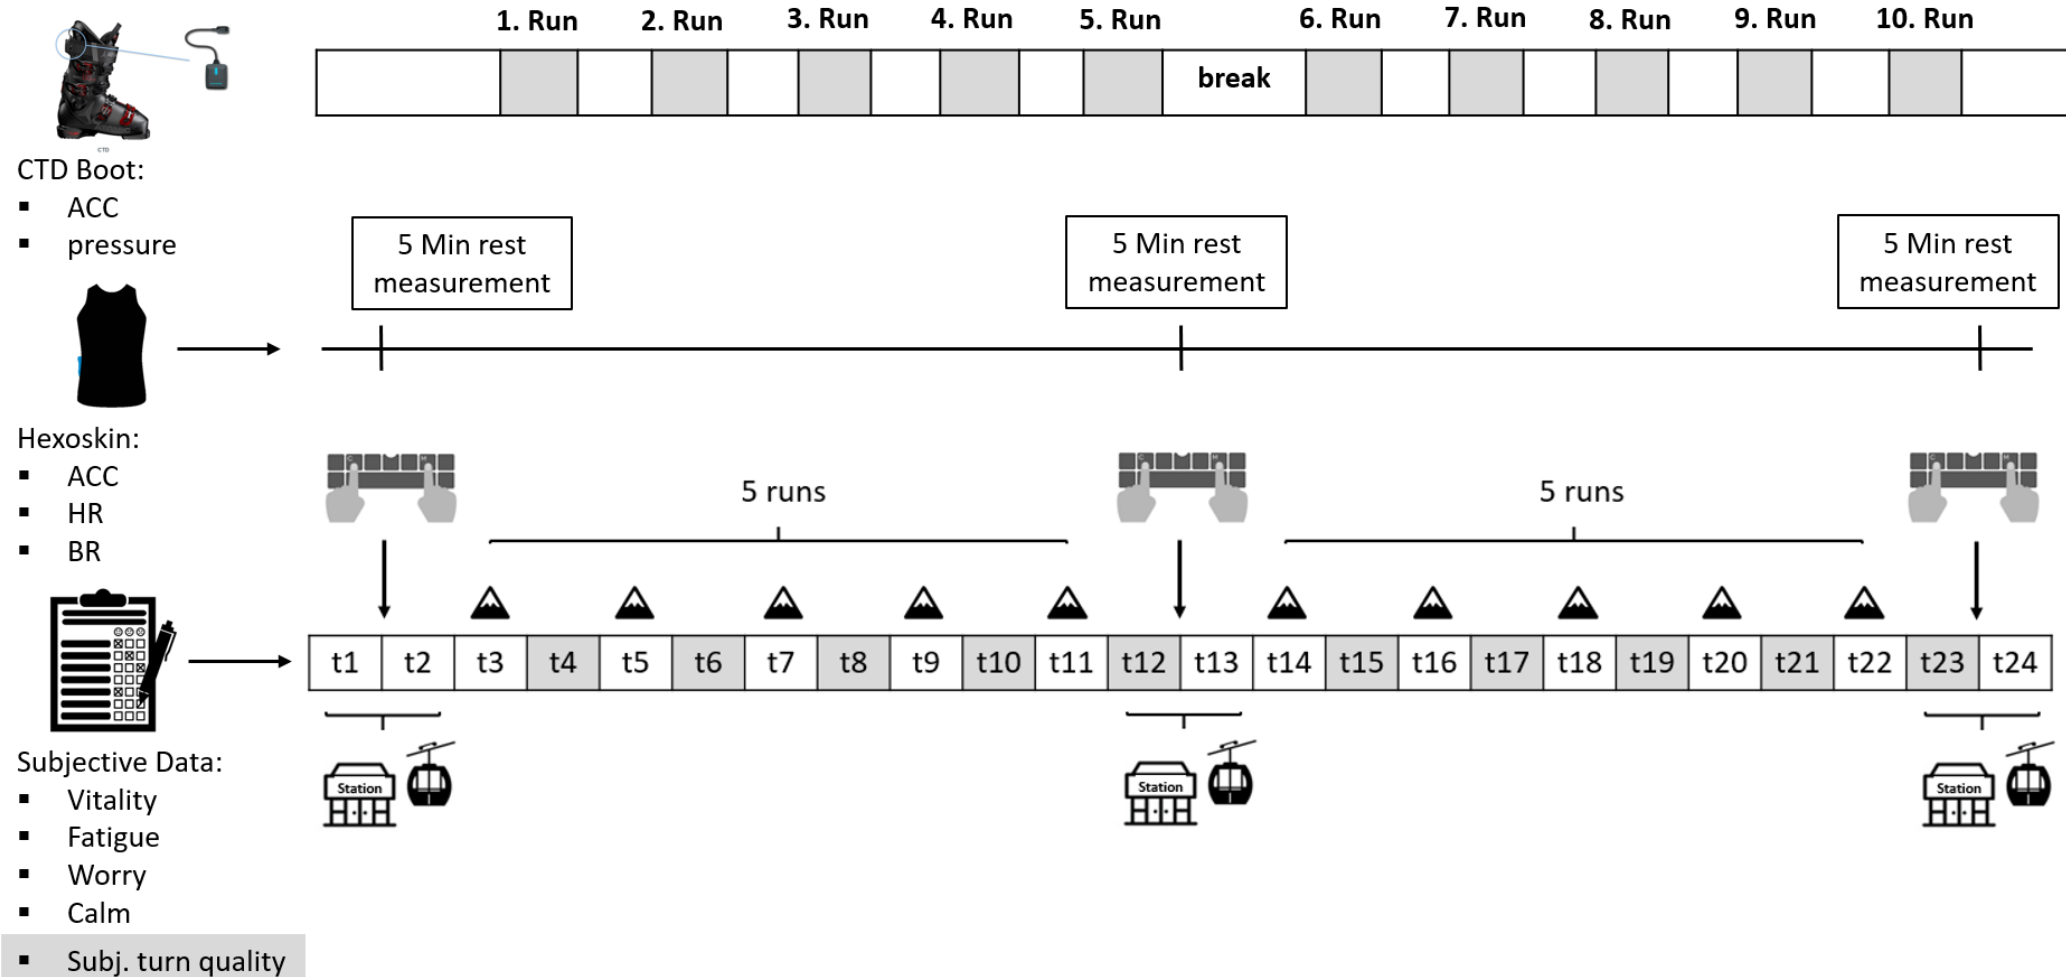 1. Run 2. Run 3. Run 4. Run 5. Run 6. Run 7. Run 8. Run 9. Run 10. Run
break
CTD
CTD Boot:
▪ ACC
▪ pressure
5 Min rest
measurement
5 Min rest
measurement
5 Min rest
measurement
Hexoskin:
▪ ACC
▪ HR
▪ BR
C M
C M
C M
5 runs
5 runs
t1 t2 t3 t4 t5 t6 t7 t8 t9 t10 t11 t12 t13 t14 t15 t16 t17 t18 t19 t20 t21 t22 t23 t24
Station
Station
Station
Subjective Data:
▪ Vitality
▪ Fatigue
▪ Worry
▪ Calm
▪ Subj. turn quality